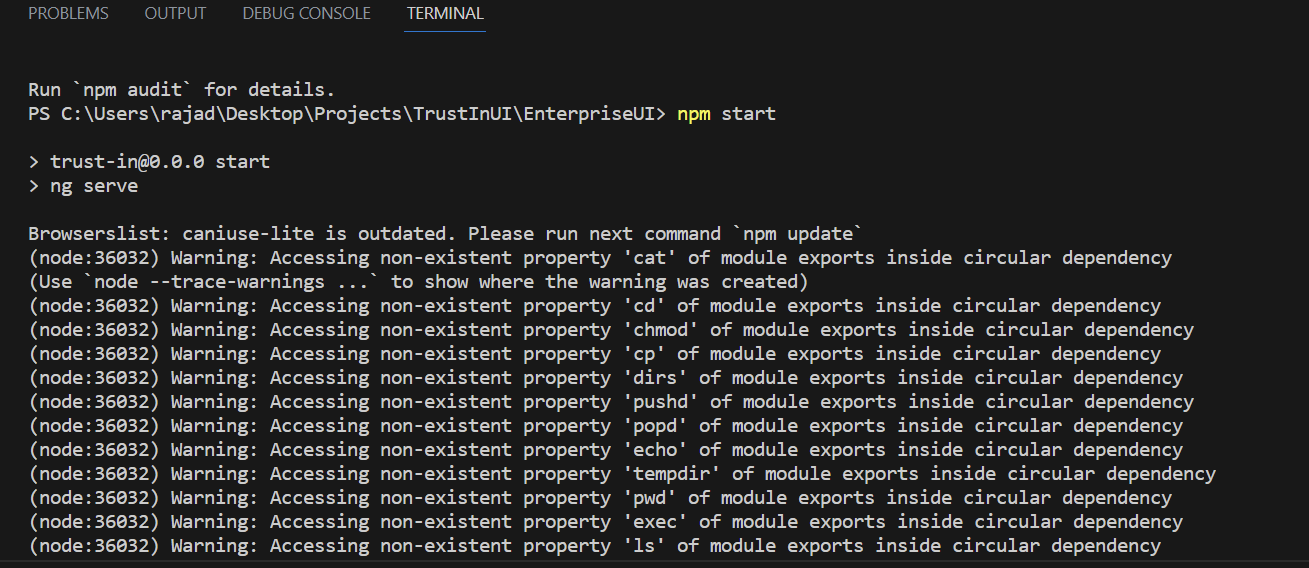 PROBLEMS OUTPUT DEBUG CONSOLE TERMINAL
Run `npm audit` for details.
PS C:\Users\rajad\Desktop\Projects\TrustInUI\EnterpriseUI> npm start
> trust-in@0.0.0 start
> ng serve
Browserslist: caniuse-lite is outdated. Please run next command `npm update`
(node:36032) Warning: Accessing non-existent property 'cat' of module exports inside circular dependency
(Use `node --trace-warnings ...` to show where the warning was created)
(node:36032) Warning: Accessing non-existent property 'cd' of module exports inside circular dependency
(node:36032) Warning: Accessing non-existent property 'chmod' of module exports inside circular dependency
(node:36032) Warning: Accessing non-existent property 'cp' of module exports inside circular dependency
(node:36032) Warning: Accessing non-existent property 'dirs' of module exports inside circular dependency
(node:36032) Warning: Accessing non-existent property 'pushd' of module exports inside circular dependency
(node:36032) Warning: Accessing non-existent property 'popd' of module exports inside circular dependency
(node:36032) Warning: Accessing non-existent property 'echo' of module exports inside circular dependency
(node:36032) Warning: Accessing non-existent property 'tempdir' of module exports inside circular dependency
(node:36032) Warning: Accessing non-existent property 'pwd' of module exports inside circular dependency
(node:36032) Warning: Accessing non-existent property 'exec' of module exports inside circular dependency
(node:36032) Warning: Accessing non-existent property 'ls' of module exports inside circular dependency